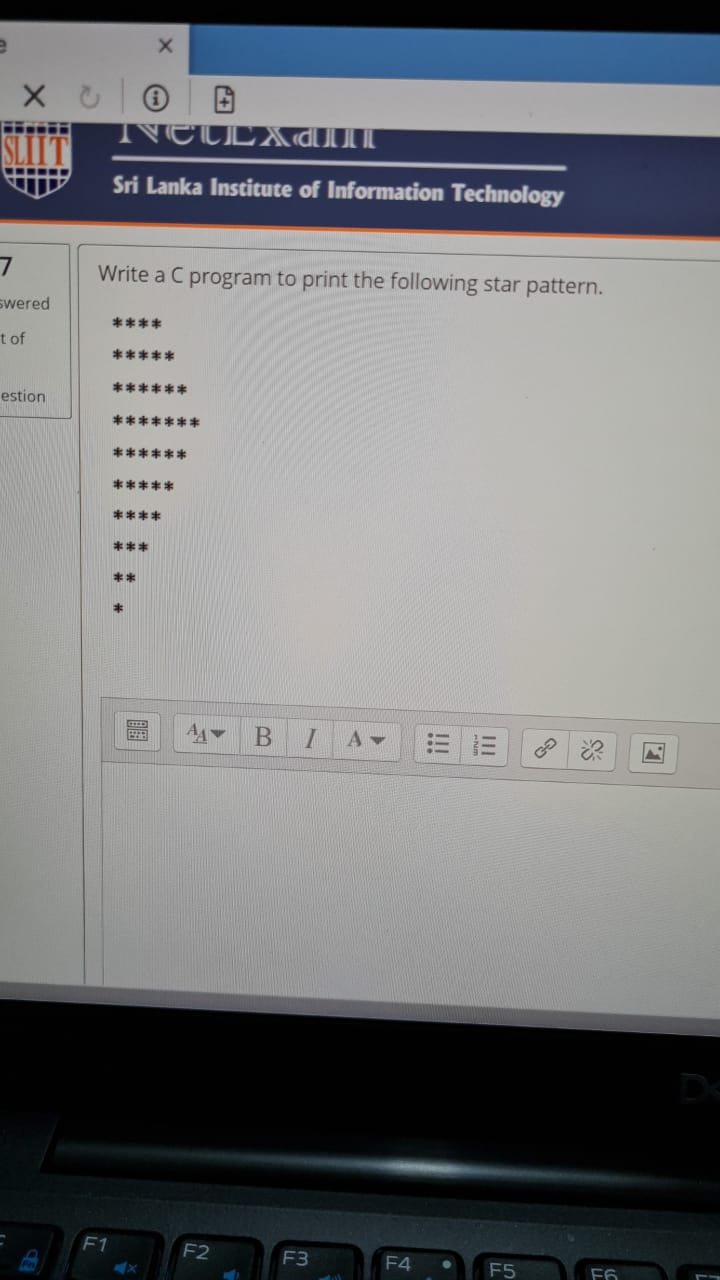 SLIIT
NetExam
Sri Lanka Institute of Information Technology
7
swered
t of
estion
Write a C program to print the following star pattern.
****
*****
******
*******
******
*****
****
***
**
*
B I A
F1 F2 F3 F4 F5 F6